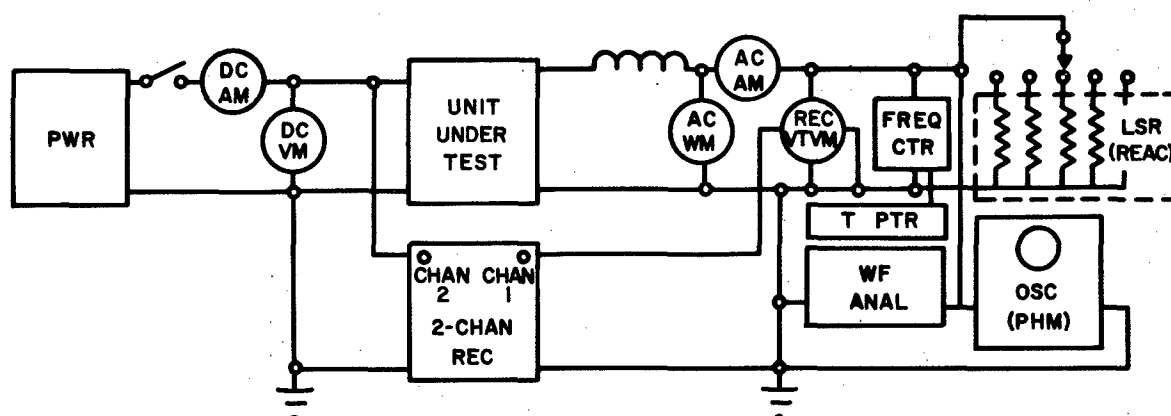 PWR
DC
AM
DC
VM
UNIT
UNDER
TEST
AC
WM
AC
AM
REC
VTVM
FREQ
CTR
LSR
(REAC)
T PTR
CHAN
2
CHAN
1
2-CHAN
REC
WF
ANAL
OSC
(PHM)